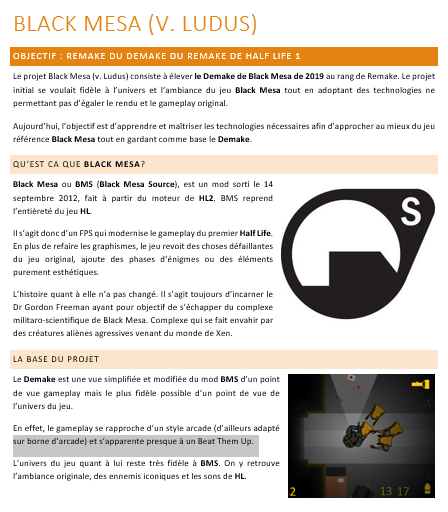 BLACK MESA (V. LUDUS)
OBJECTIF : REMAKE DU DEMAKE DU REMAKE DE HALF LIFE 1
Le projet Black Mesa (v. Ludus) consiste à élever le Demake de Black Mesa de 2019 au rang de Remake. Le projet
initial se voulait fidèle à l'univers et l'ambiance du jeu Black Mesa tout en adoptant des technologies ne
permettant pas d'égaler le rendu et le gameplay original.
Aujourd'hui, l'objectif est d'apprendre et maîtriser les technologies nécessaires afin d'approcher au mieux du jeu
référence Black Mesa tout en gardant comme base le Demake.
QU'EST CA QUE BLACK MESA?
Black Mesa ou BMS (Black Mesa Source), est un mod sorti le 14
septembre 2012, fait à partir du moteur de HL2. BMS reprend
l'entièreté du jeu HL.
Il s'agit donc d'un FPS qui modernise le gameplay du premier Half Life.
En plus de refaire les graphismes, le jeu revoit des choses défaillantes
du jeu original, ajoute des phases d'énigmes ou des éléments
purement esthétiques.
L'histoire quant à elle n'a pas changé. Il s'agit toujours d'incarner le
Dr Gordon Freeman ayant pour objectif de s'échapper du complexe
militaro-scientifique de Black Mesa. Complexe qui se fait envahir par
des créatures aliènes agressives venant du monde de Xen.
S
LA BASE DU PROJET
Le Demake est une vue simplifiée et modifiée du mod BMS d'un point
de vue gameplay mais le plus fidèle possible d'un point de vue de
l'univers du jeu.
En effet, le gameplay se rapproche d'un style arcade (d'ailleurs adapté
sur borne d'arcade) et s'apparente presque à un Beat Them Up.
L'univers du jeu quant à lui reste très fidèle à BMS. On y retrouve
l'ambiance originale, des ennemis iconiques et les sons de HL.
2 13 17